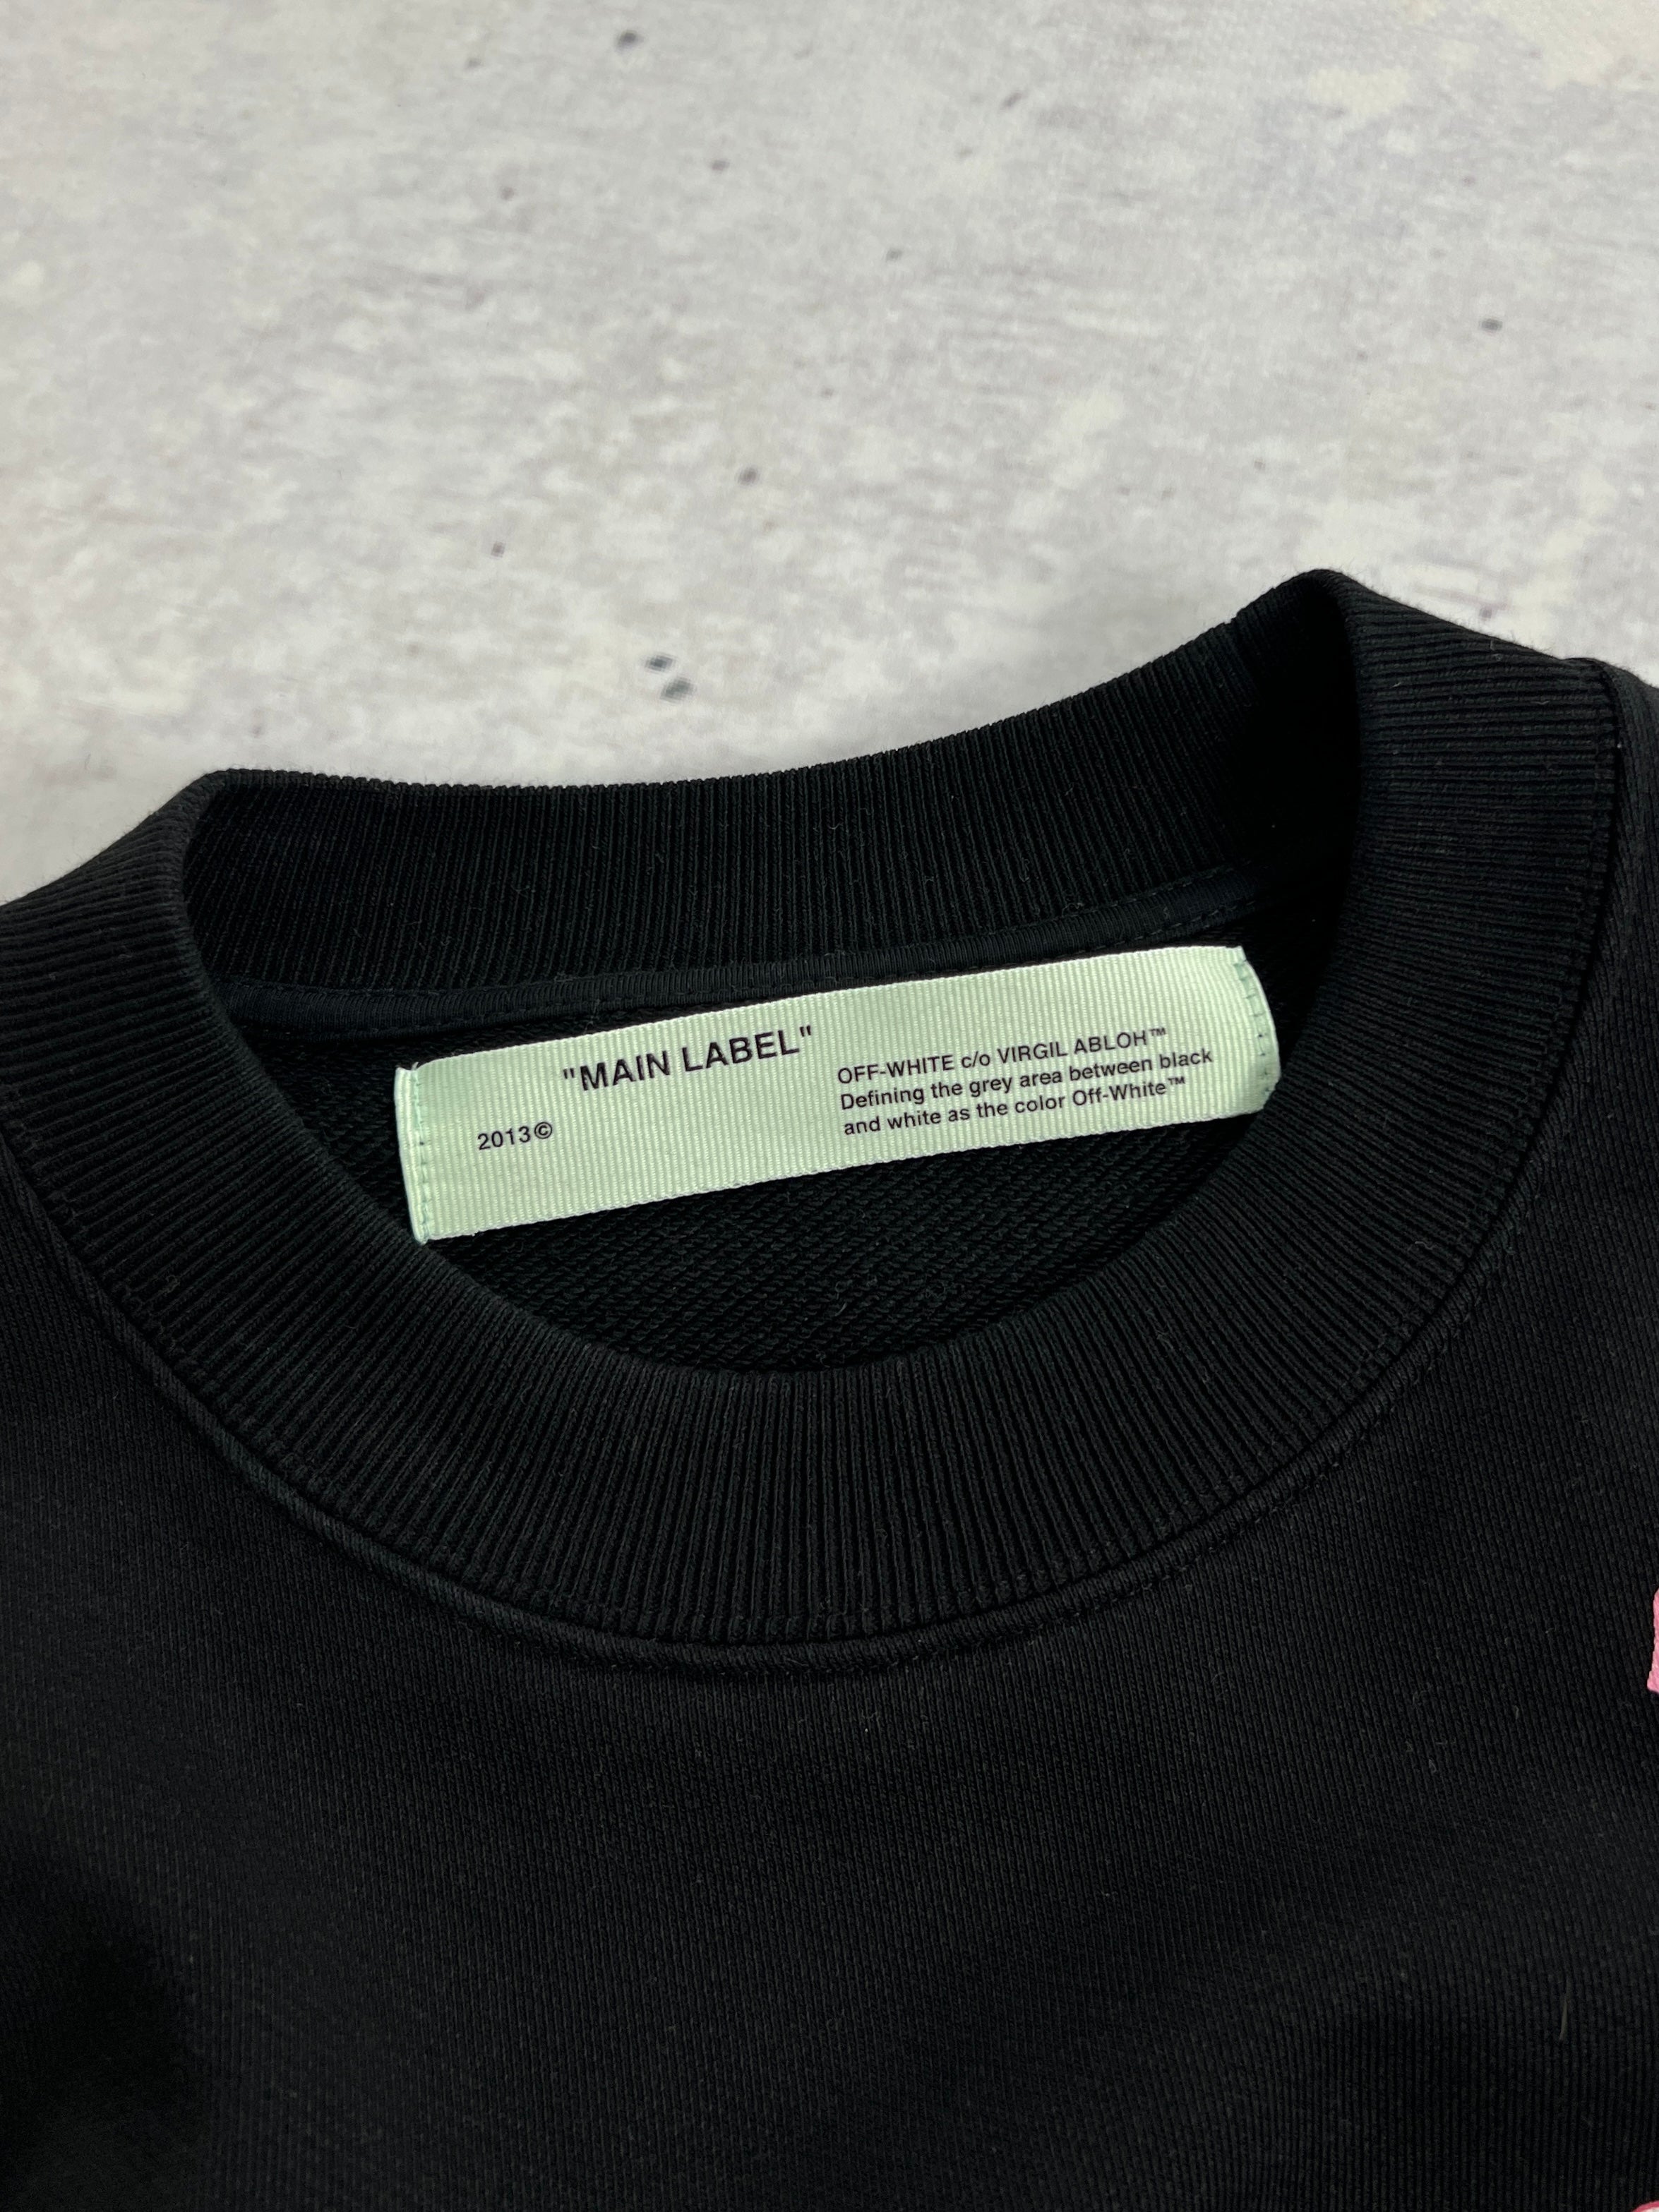 "MAIN LABEL"
2013©
OFF-WHITE c/o VIRGIL ABLOH™
Defining the grey area between black
and white as the color Off-White™